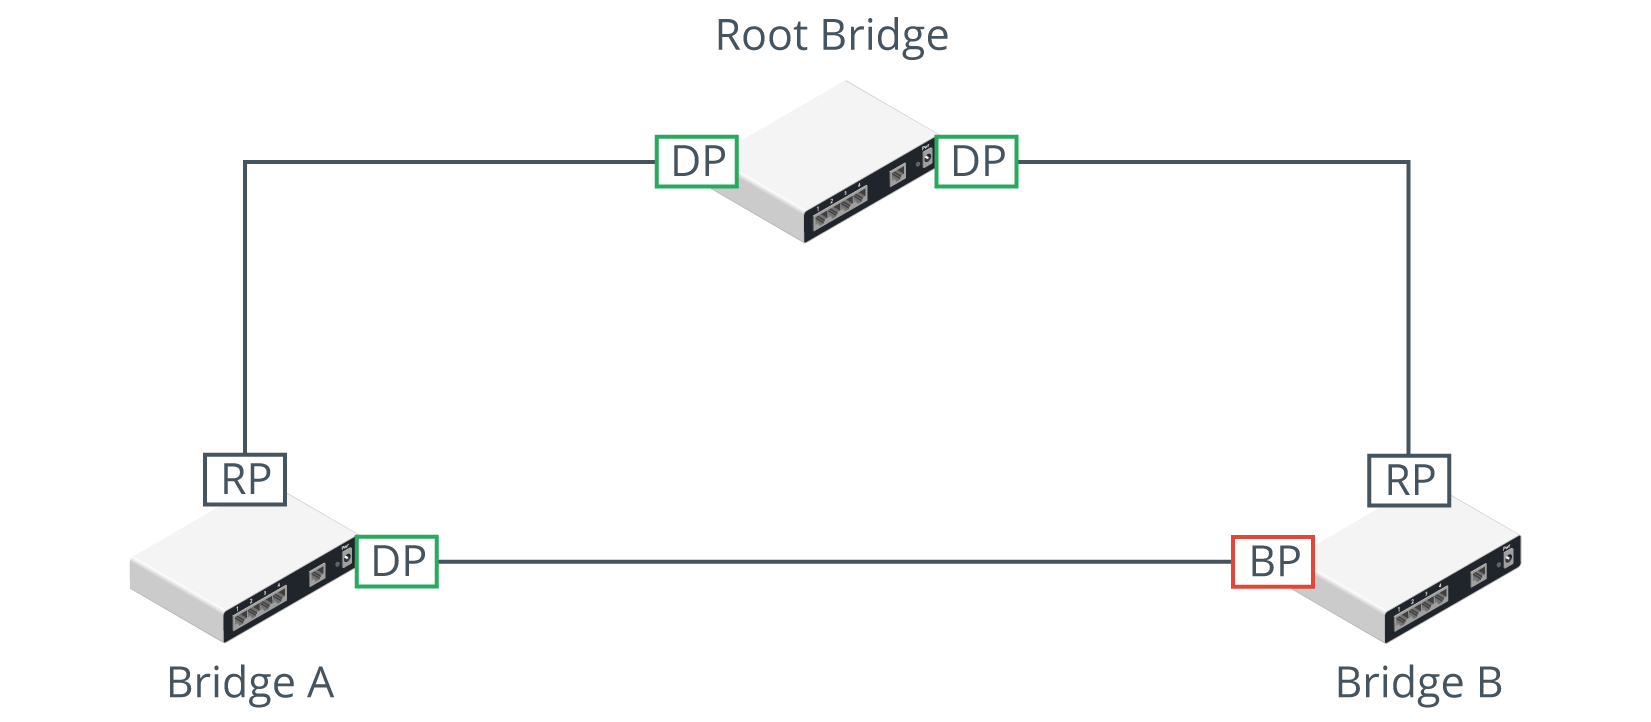 Root Bridge
DP
DP
RP
RP
DP
BP
Bridge A
Bridge B